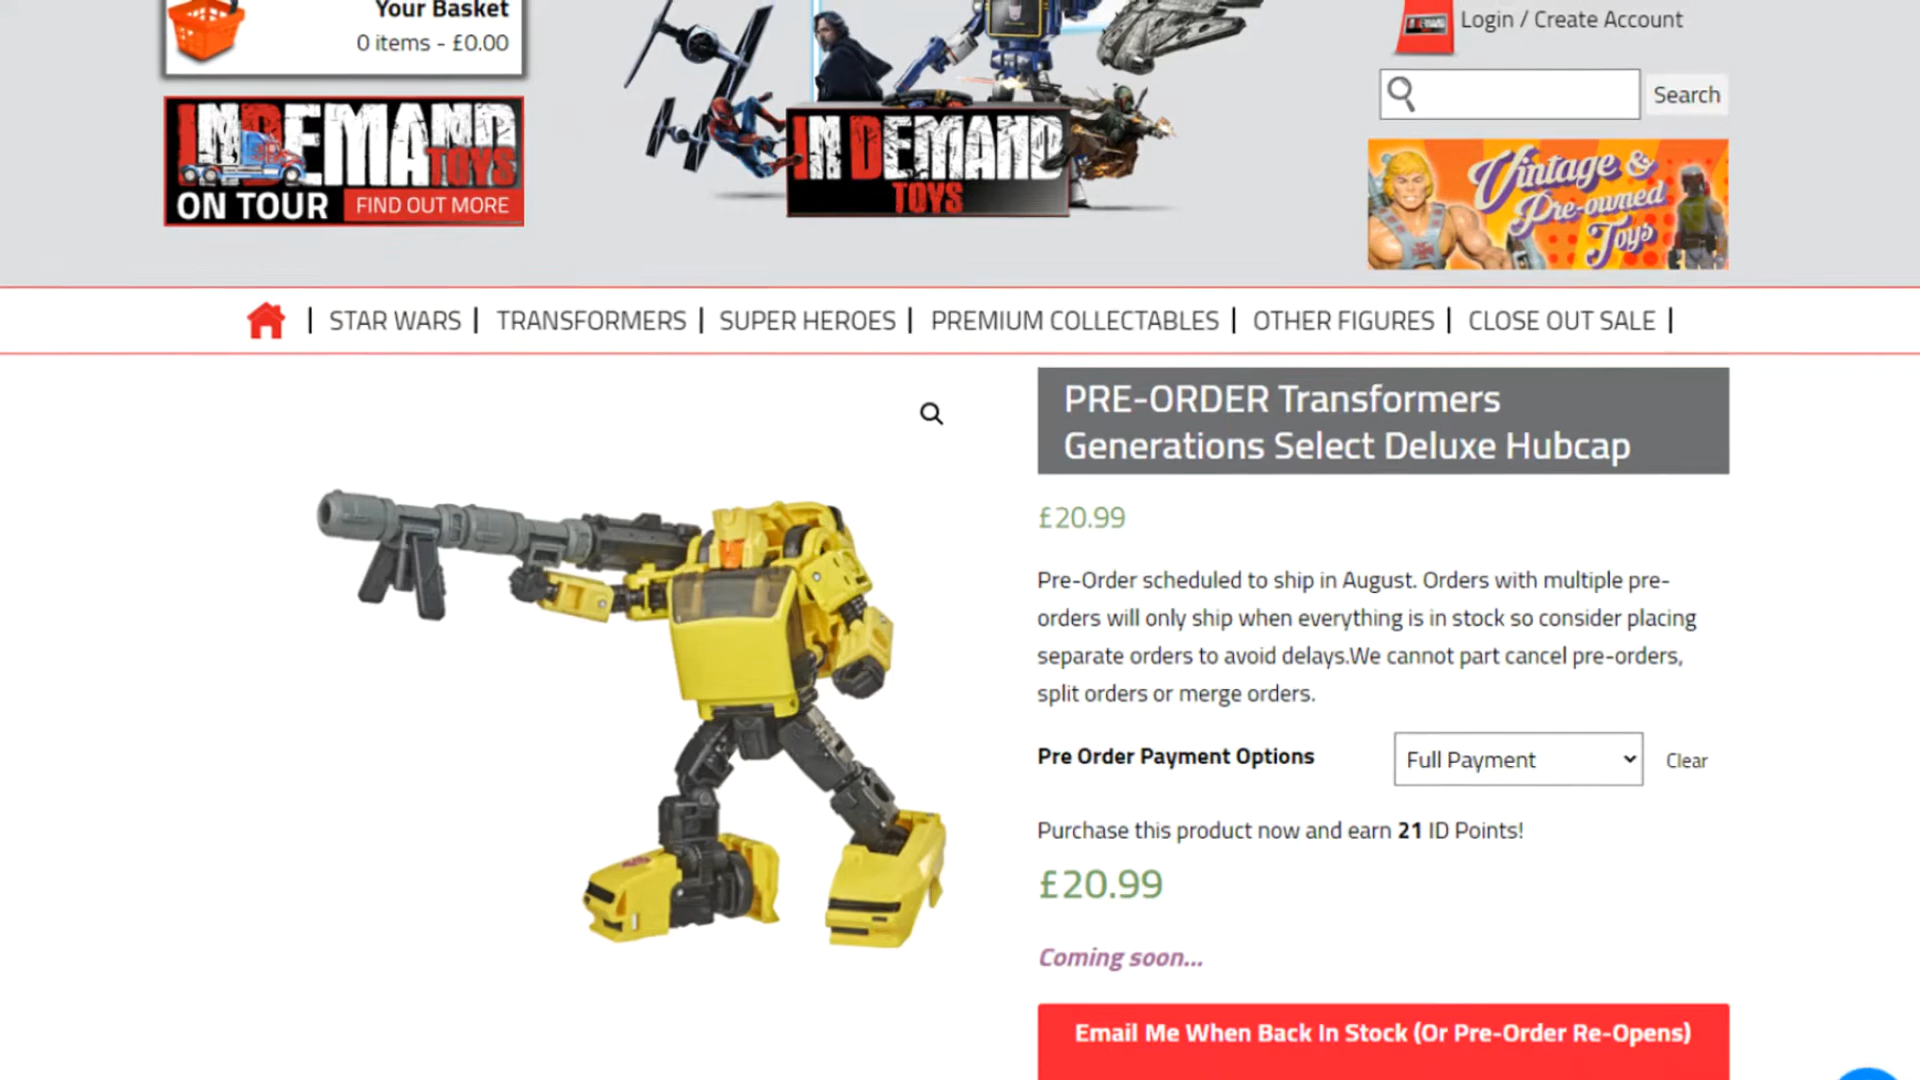 Your Basket
0 items - £0.00
IN DEMAND
TOYS
ON TOUR
FIND OUT MORE
IN DEMAND
TOYS
Login / Create Account
Search
Vintage &
Pre-owned
Toys
| STAR WARS | TRANSFORMERS | SUPER HEROES | PREMIUM COLLECTABLES | OTHER FIGURES | CLOSE OUT SALE |
PRE-ORDER Transformers
Generations Select Deluxe Hubcap
£20.99
Pre-Order scheduled to ship in August. Orders with multiple pre-
orders will only ship when everything is in stock so consider placing
separate orders to avoid delays.We cannot part cancel pre-orders,
split orders or merge orders.
Pre Order Payment Options
Full Payment
Clear
Purchase this product now and earn 21 ID Points!
£20.99
Coming soon...
Email Me When Back In Stock (Or Pre-Order Re-Opens)